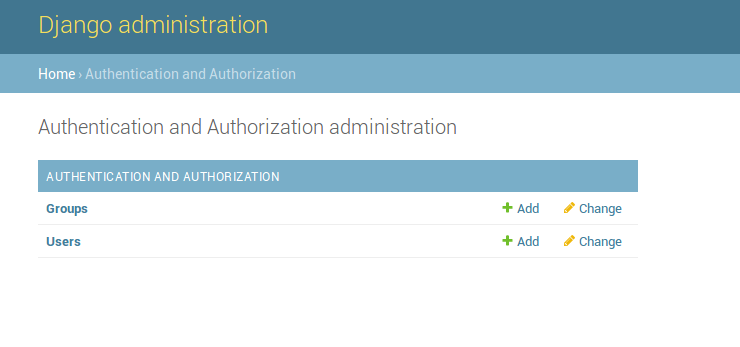 Django administration
Home › Authentication and Authorization
Authentication and Authorization administration
AUTHENTICATION AND AUTHORIZATION
Groups Add Change
Users Add Change